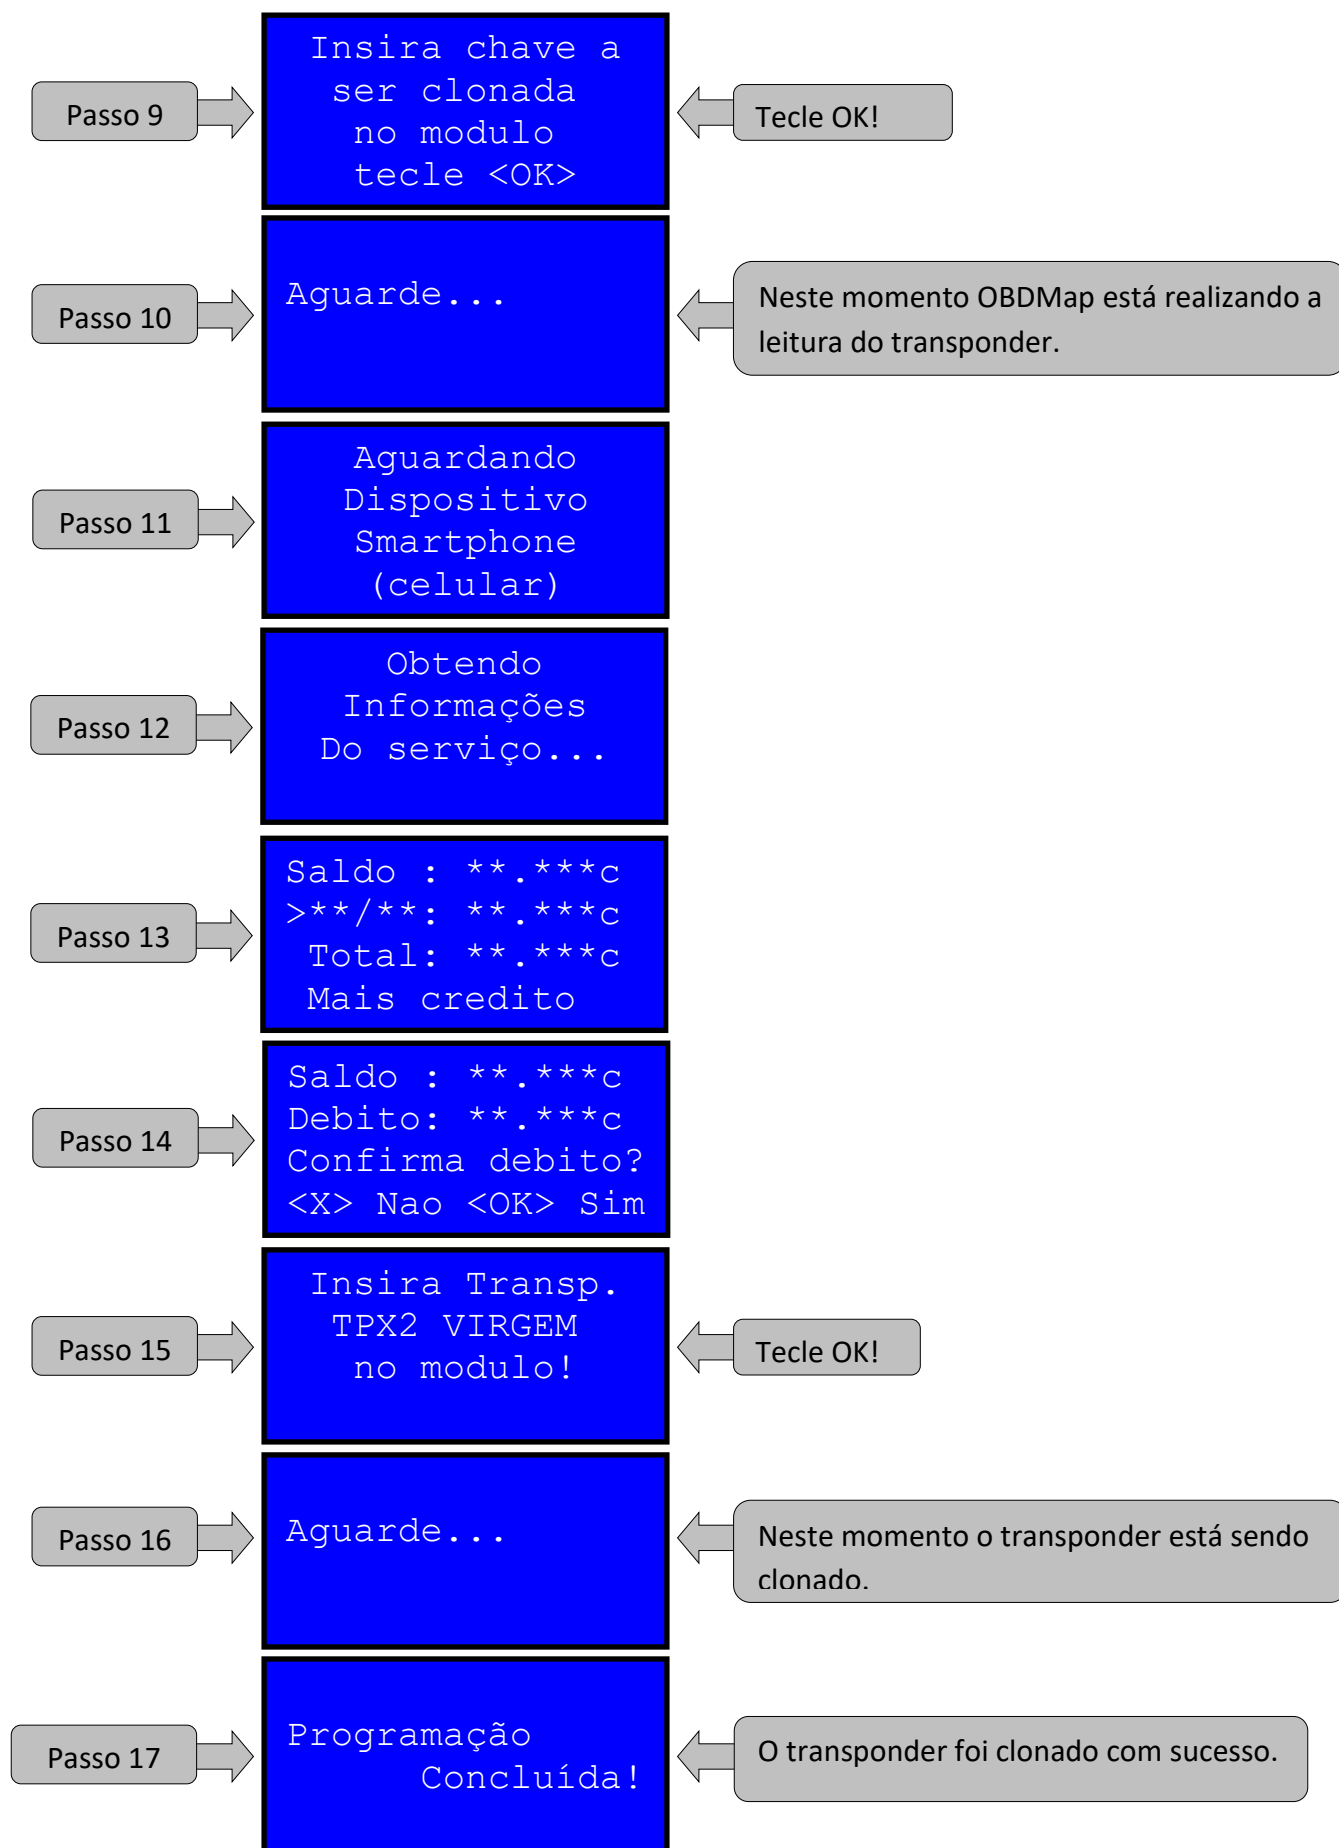 Passo 9
Insira chave a
ser clonada
no modulo
tecle <OK>
Tecle OK!
Passo 10
Aguarde...
Neste momento OBDMap está realizando a
leitura do transponder.
Passo 11
Aguardando
Dispositivo
Smartphone
(celular)
Passo 12
Obtendo
Informações
Do serviço...
Passo 13
Saldo : **.***c
>**/**: **.***c
Total: **.***c
Mais credito
Passo 14
Saldo : **.***c
Debito: **.***c
Confirma debito?
<X> Nao <OK> Sim
Passo 15
Insira Transp.
TPX2 VIRGEM
no modulo!
Tecle OK!
Passo 16
Aguarde...
Neste momento o transponder está sendo
clonado.
Passo 17
Programação
Concluída!
O transponder foi clonado com sucesso.